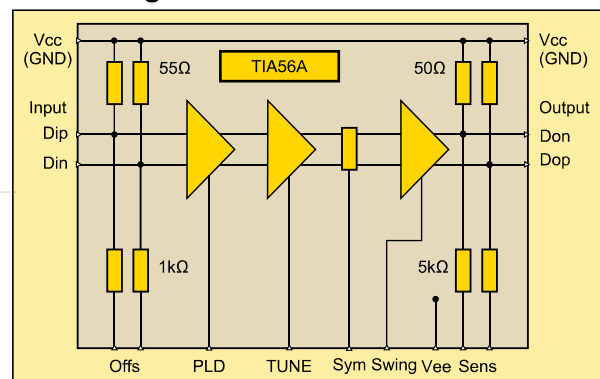 Vcc
(GND)
55Ω
TIA56A
50Ω
Vcc
(GND)
Input
Output
Dip
Don
Din
Dop
1kΩ
5kΩ
Offs
PLD
TUNE
Sym
Swing
Vee
Sens